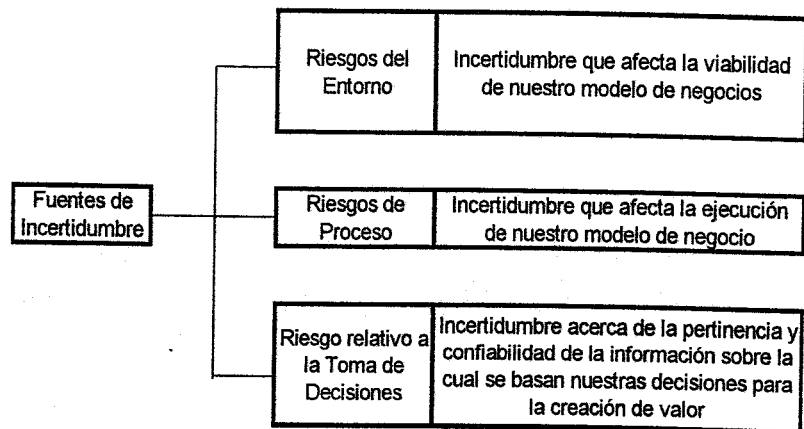 Riesgos del
Entorno
Incertidumbre que afecta la viabilidad
de nuestro modelo de negocios
Fuentes de
Incertidumbre
Riesgos de
Proceso
Incertidumbre que afecta la ejecución
de nuestro modelo de negocio
Riesgo relativo a
la Toma de
Decisiones
Incertidumbre acerca de la pertinencia y
confiabilidad de la información sobre la
cual se basan nuestras decisiones para
la creación de valor